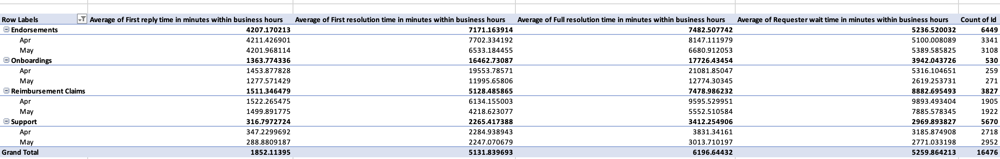 Row Labels Average of First reply time in minutes within business hours Average of First resolution time in minutes within business hours Average of Full resolution time in minutes within business hours Average of Requester wait time in minutes within business hours Count of Id
Endorsements 4207.170213 7171.163914 7482.507742 5236.520032 6449
Apr 4211.426901 7702.334192 8147.111979 5100.008089 3341
May 4201.968114 6533.184455 6680.912053 5389.585825 3108
Onboardings 1363.774336 16462.73087 17726.43454 3942.043726 530
Apr 1453.877828 19553.78571 21081.85047 5316.104651 259
May 1277.571429 11995.65806 12774.30345 2619.253731 271
Reimbursement Claims 1511.346479 5128.485865 7478.986232 8882.695493 3827
Apr 1522.265475 6134.155003 9595.529951 9893.493404 1905
May 1499.891775 4218.623077 5552.510584 7885.578345 1922
Support 316.7972724 2265.417388 3412.254906 2969.893827 5670
Apr 347.2299692 2284.938943 3831.34161 3185.874908 2718
May 288.8809187 2247.070679 3013.710197 2771.033198 2952
Grand Total 1852.11395 5131.839693 6196.64432 5259.864213 16476